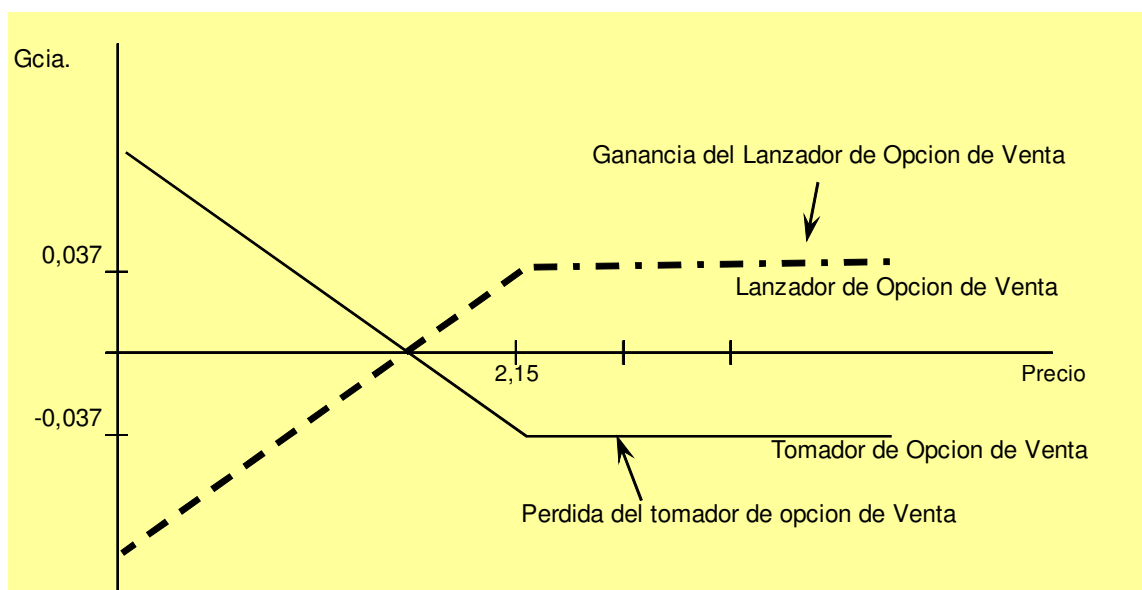 Gcia.
Ganancia del Lanzador de Opcion de Venta
0,037
Lanzador de Opcion de Venta
2,15
Precio
-0,037
Tomador de Opcion de Venta
Perdida del tomador de opcion de Venta